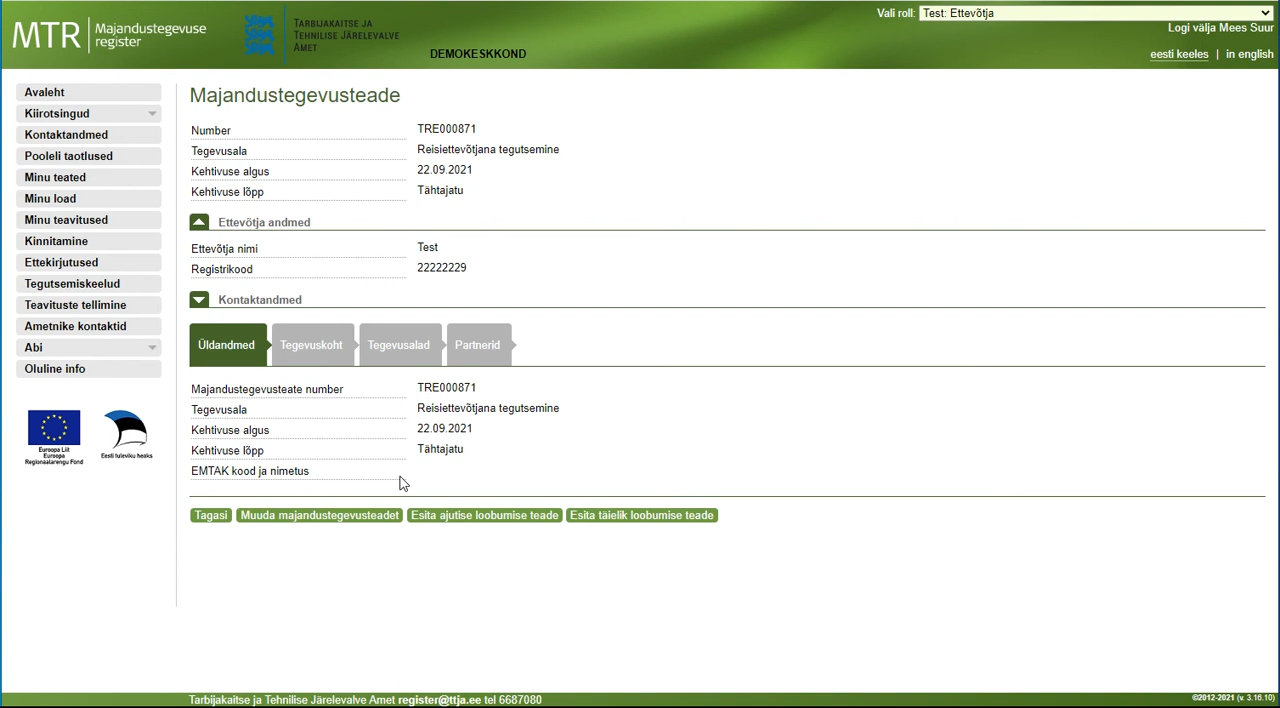 MTR Majandustegevuse register
TARBIJAKAITSE JA
TEHNILISE JÄRELEVALVE
AMET
DEMOKESKKOND
Vali roll: Test: Ettevõtja
Logi välja Mees Suur
eesti keeles | in english
Avaleht
Kiirotsingud
Kontaktandmed
Pooleli taotlused
Minu teated
Minu load
Minu teavitused
Kinnitamine
Ettekirjutused
Tegutsemiskeelud
Teavituste tellimine
Ametnike kontaktid
Abi
Oluline info
Euroopa Liit
Euroopa
Regionaalarengu Fond
Eesti tuleviku heaks
Majandustegevusteade
Number TRE000871
Tegevusala Reisiettevõtjana tegutsemine
Kehtivuse algus 22.09.2021
Kehtivuse lõpp Tähtajatu
Ettevõtja andmed
Ettevõtja nimi Test
Registrikood 22222229
Kontaktandmed
Üldandmed Tegevuskoht Tegevusalad Partnerid
Majandustegevusteate number TRE000871
Tegevusala Reisiettevõtjana tegutsemine
Kehtivuse algus 22.09.2021
Kehtivuse lõpp Tähtajatu
EMTAK kood ja nimetus
Tagasi Muuda majandustegevusteadet Esita ajutise loobumise teade Esita täielik loobumise teade
Tarbijakaitse ja Tehnilise Järelevalve Amet register@ttja.ee tel 6687080
©2012-2021 (v. 3.16.10)